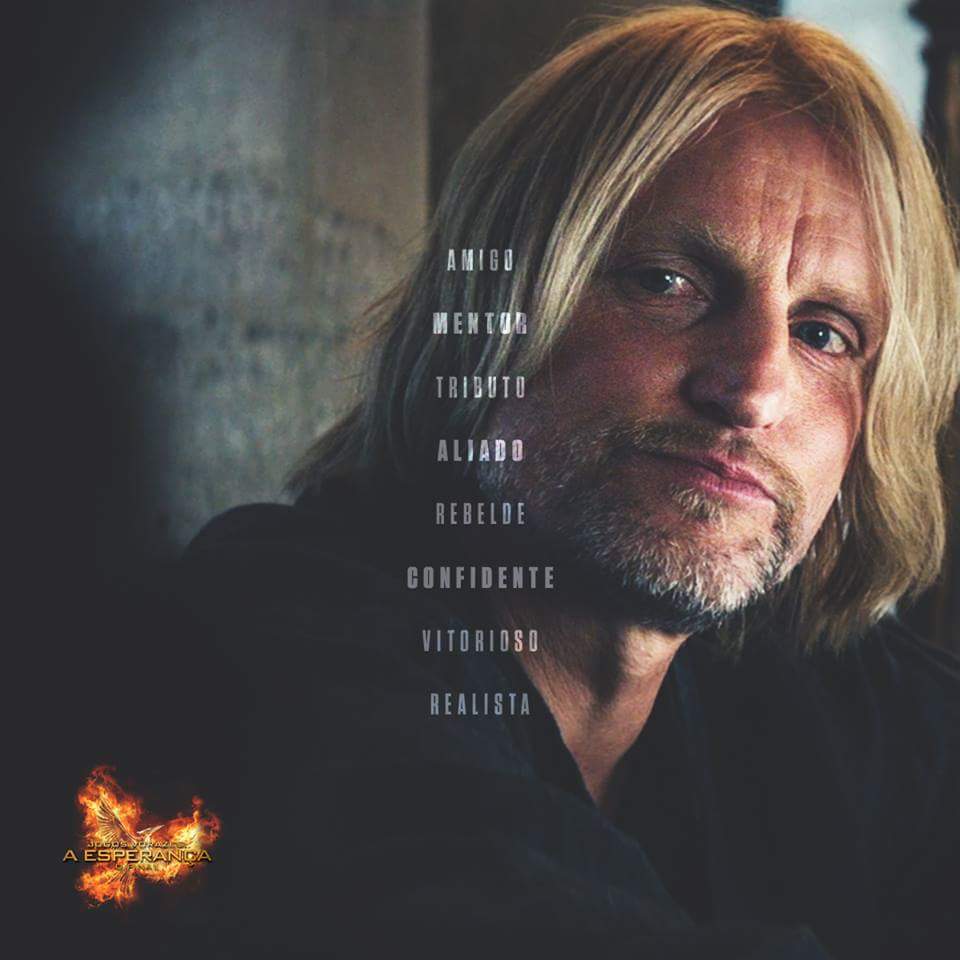 AMIGO
MENTOR
TRIBUTO
ALIADO
REBELDE
CONFIDENTE
VITORIOSO
REALISTA
JOGOS VORAZES
A ESPERANÇA
O FINAL